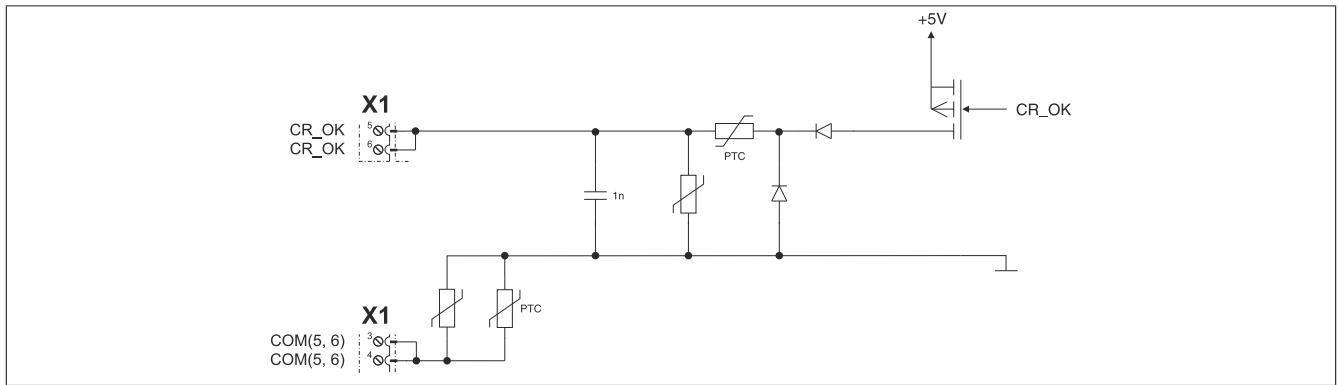 +5V
X1
CR_OK
5
CR_OK
CR_OK
6
PTC
1n
PTC
X1
COM(5, 6)
3
COM(5, 6)
4